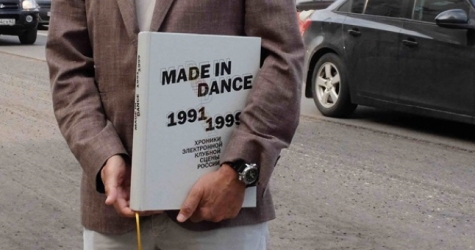 MADE IN
DANCE
1991
1999
ХРОНИКИ
ЭЛЕКТРОННОЙ
КЛУБНОЙ
СЦЕНЫ
РОССИИ